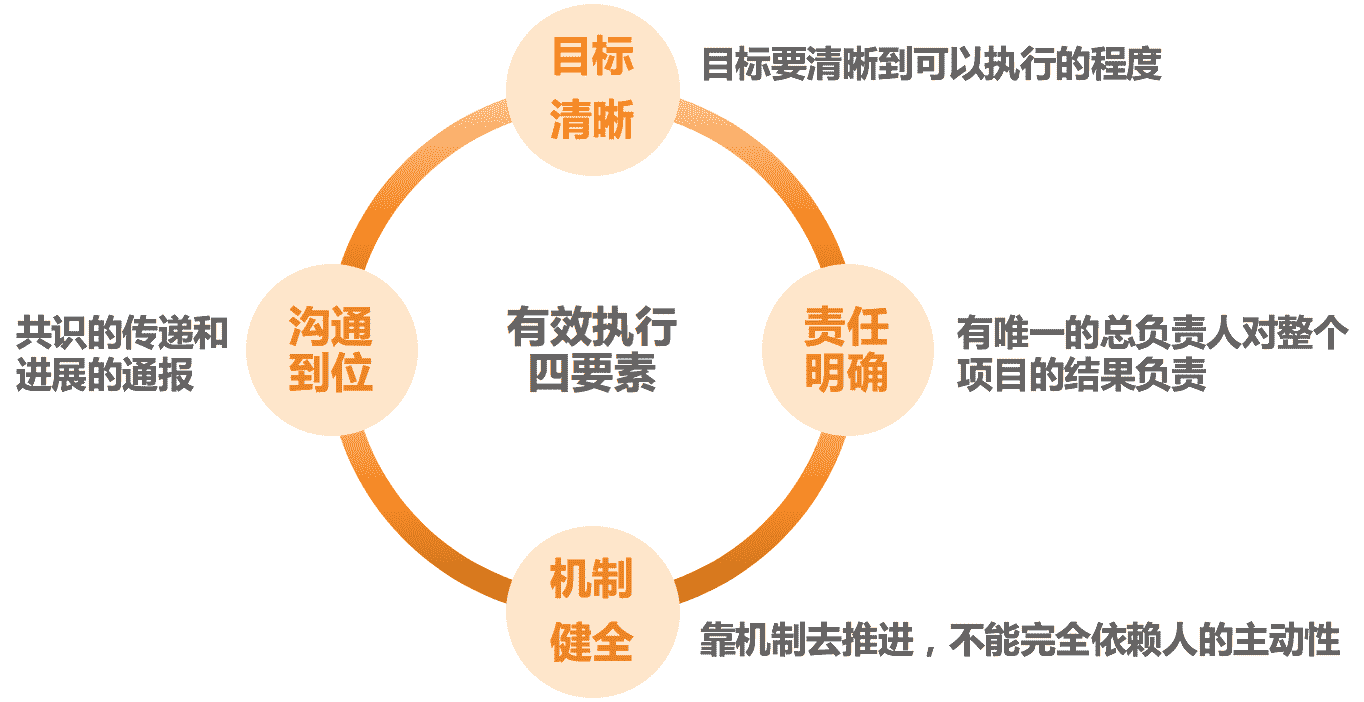 目标
清晰
目标要清晰到可以执行的程度
共识的传递和
进展的通报
沟通
到位
有效执行
四要素
责任
明确
有唯一的总负责人对整个
项目的结果负责
机制
健全
靠机制去推进，不能完全依赖人的主动性